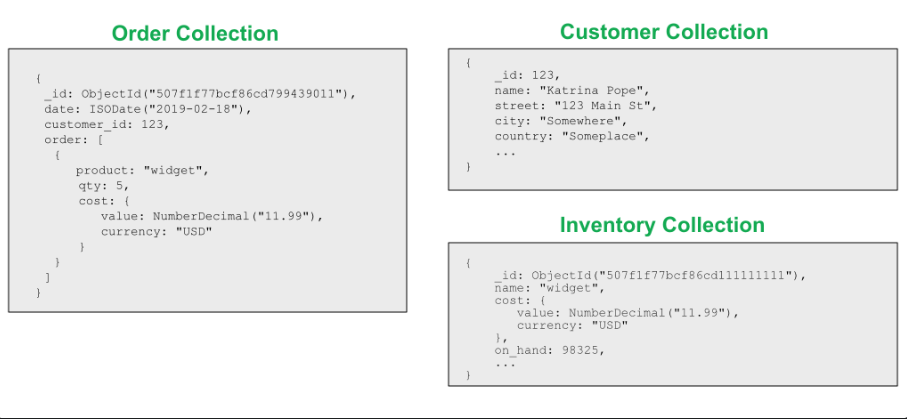 Order Collection
{
_id: ObjectId("507f1f77bcf86cd799439011"),
date: ISODate("2019-02-18"),
customer_id: 123,
order: [
{
product: "widget",
qty: 5,
cost: {
value: NumberDecimal("11.99"),
currency: "USD"
}
}
]
}
Customer Collection
{
_id: 123,
name: "Katrina Pope",
street: "123 Main St",
city: "Somewhere",
country: "Someplace",
...
}
Inventory Collection
{
_id: ObjectId("507f1f77bcf86cd111111111"),
name: "widget",
cost: {
value: NumberDecimal("11.99"),
currency: "USD"
},
on_hand: 98325,
...
}